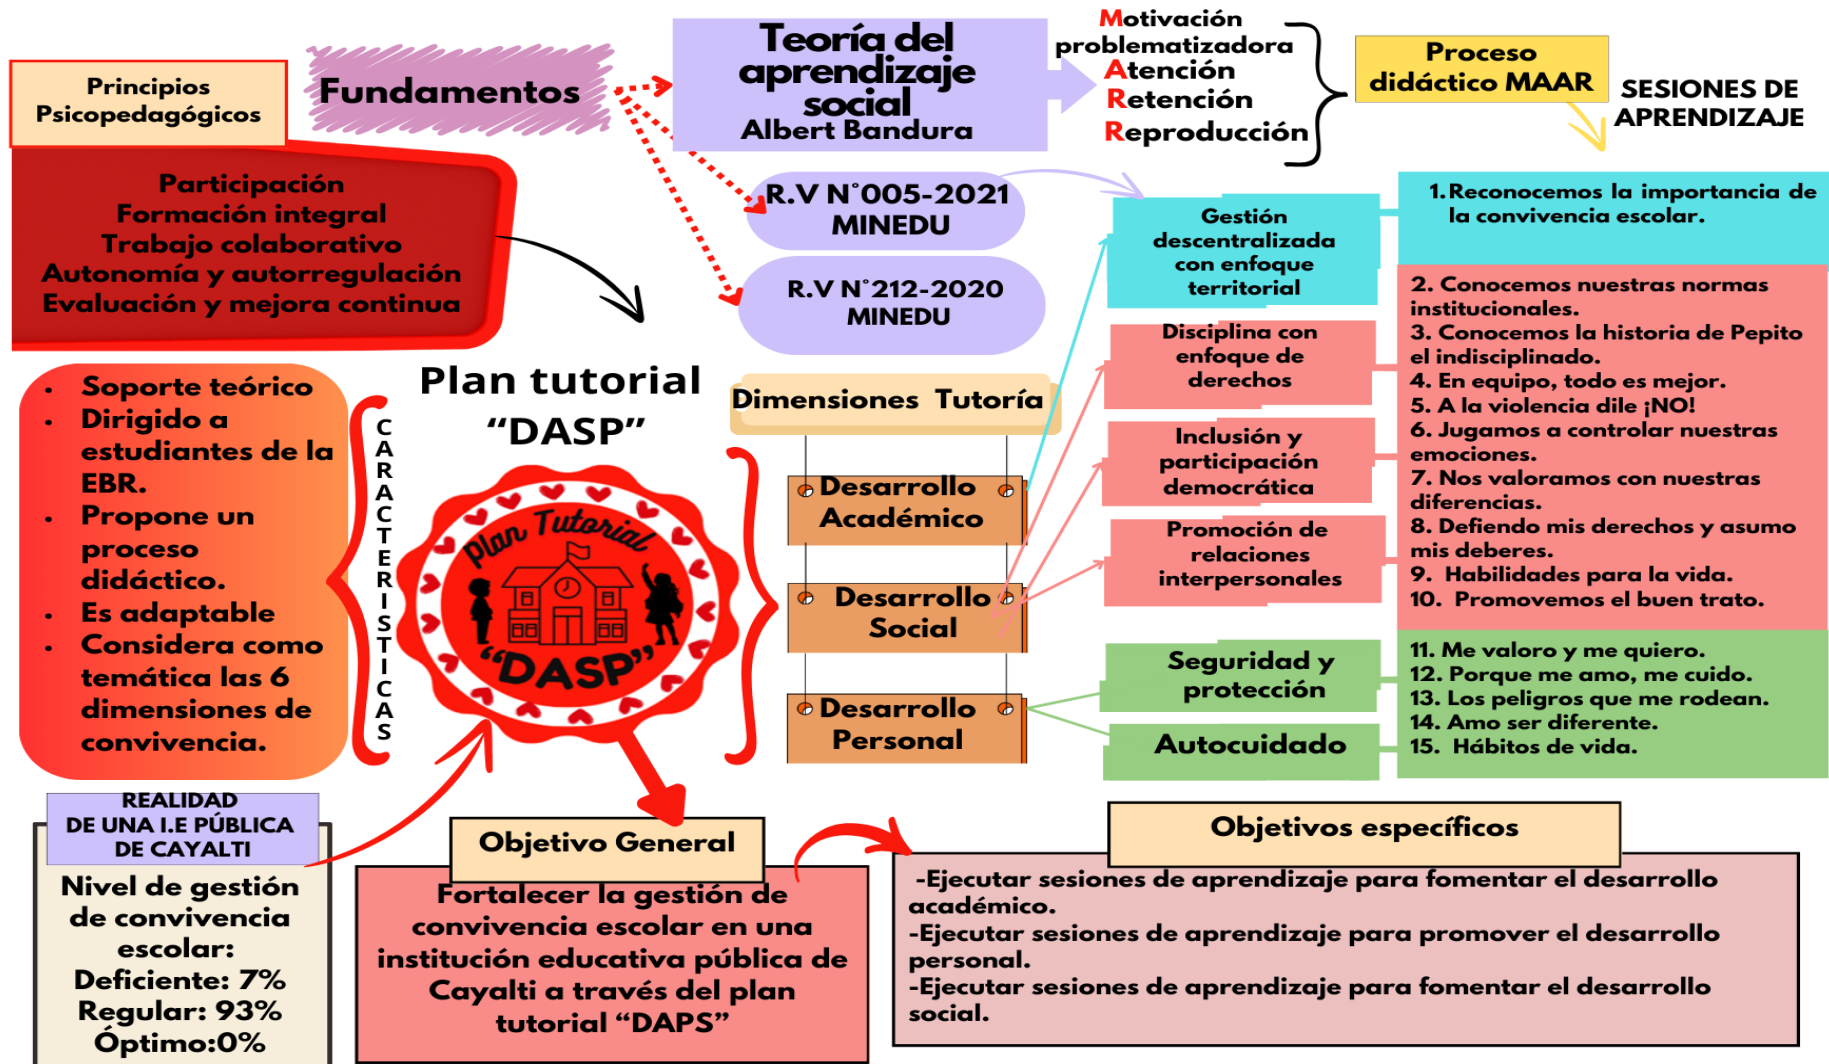 Principios
Psicopedagógicos
Fundamentos
Teoría del
aprendizaje
social
Albert Bandura
Motivación
problematizadora
Atención
Retención
Reproducción
Proceso
didáctico MAAR
SESIONES DE
APRENDIZAJE
Participación
Formación integral
Trabajo colaborativo
Autonomía y autorregulación
Evaluación y mejora continua
R.V N°005-2021
MINEDU
R.V N°212-2020
MINEDU
Gestión
descentralizada
con enfoque
territorial
1. Reconocemos la importancia de
la convivencia escolar.
Disciplina con
enfoque de
derechos
Inclusión y
participación
democrática
Promoción de
relaciones
interpersonales
2. Conocemos nuestras normas
institucionales.
3. Conocemos la historia de Pepito
el indisciplinado.
4. En equipo, todo es mejor.
5. A la violencia dile ¡NO!
6. Jugamos a controlar nuestras
emociones.
7. Nos valoramos con nuestras
diferencias.
8. Defiendo mis derechos y asumo
mis deberes.
9. Habilidades para la vida.
10. Promovemos el buen trato.
Seguridad y
protección
Autocuidado
11. Me valoro y me quiero.
12. Porque me amo, me cuido.
13. Los peligros que me rodean.
14. Amo ser diferente.
15. Hábitos de vida.
• Soporte teórico
• Dirigido a
estudiantes de la
EBR.
• Propone un
proceso
didáctico.
• Es adaptable
• Considera como
temática las 6
dimensiones de
convivencia.
CARACTERISTICAS
Plan tutorial
“DASP”
Plan Tutorial
“DASP”
Dimensiones Tutoría
Desarrollo
Académico
Desarrollo
Social
Desarrollo
Personal
REALIDAD
DE UNA I.E PÚBLICA
DE CAYALTI
Nivel de gestión
de convivencia
escolar:
Deficiente: 7%
Regular: 93%
Óptimo:0%
Objetivo General
Fortalecer la gestión de
convivencia escolar en una
institución educativa pública de
Cayalti a través del plan
tutorial “DAPS”
Objetivos específicos
-Ejecutar sesiones de aprendizaje para fomentar el desarrollo
académico.
-Ejecutar sesiones de aprendizaje para promover el desarrollo
personal.
-Ejecutar sesiones de aprendizaje para fomentar el desarrollo
social.